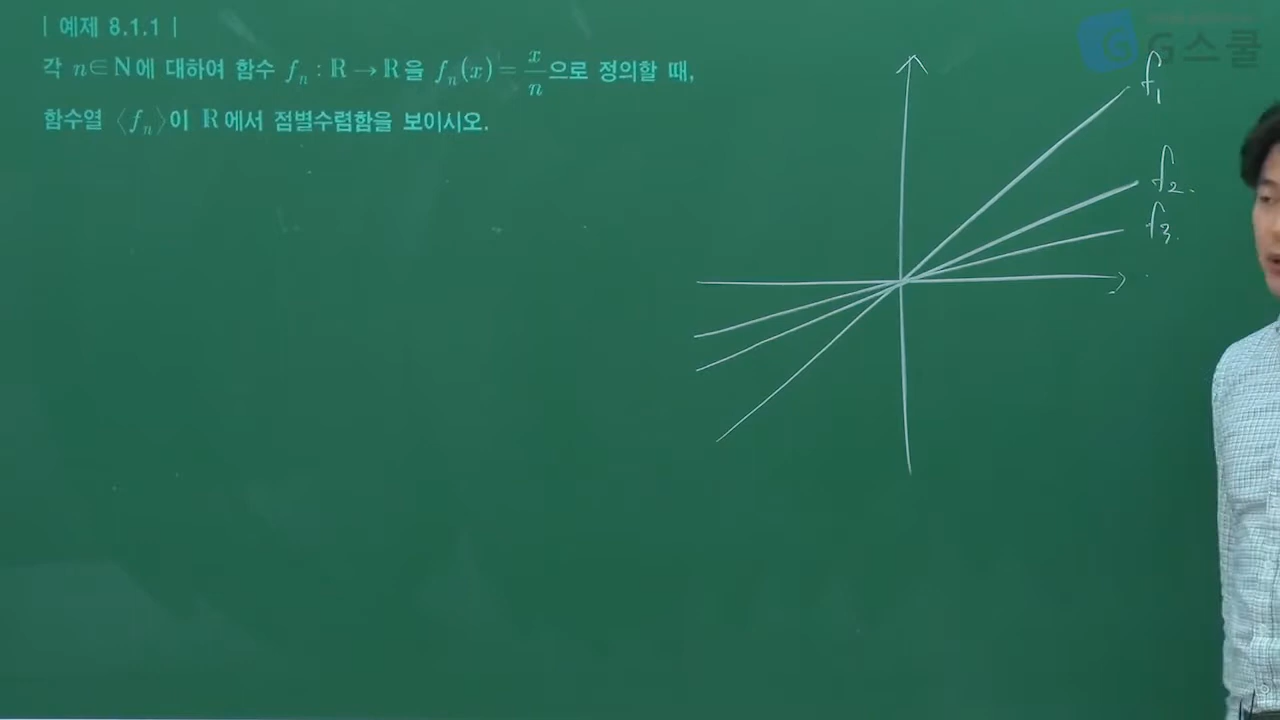 | 예제 8.1.1 |
각 n∈ℕ에 대하여 함수 fₙ : ℝ→ℝ을 fₙ(x)=x/n으로 정의할 때,
함수열 ⟨fₙ⟩이 ℝ에서 점별수렴함을 보이시오.
G스쿨
f₁
f₂.
f₃.